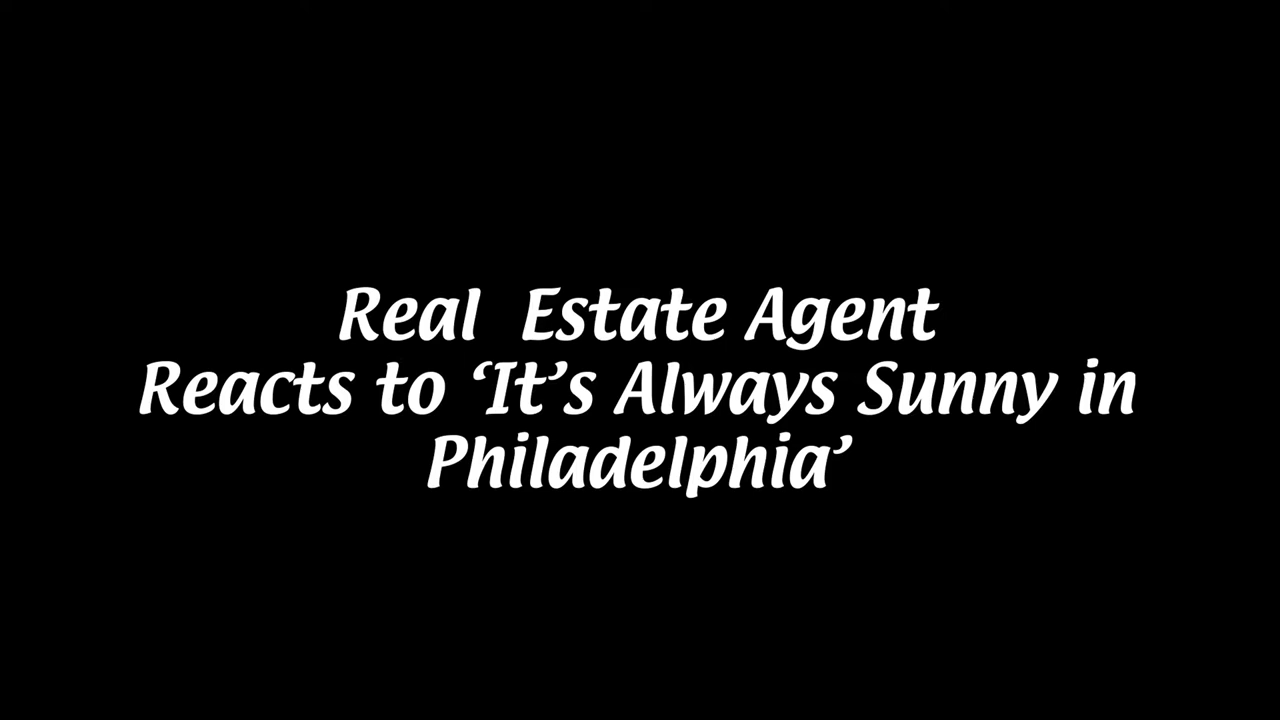 Real  Estate Agent
Reacts to ‘It’s Always Sunny in
Philadelphia’